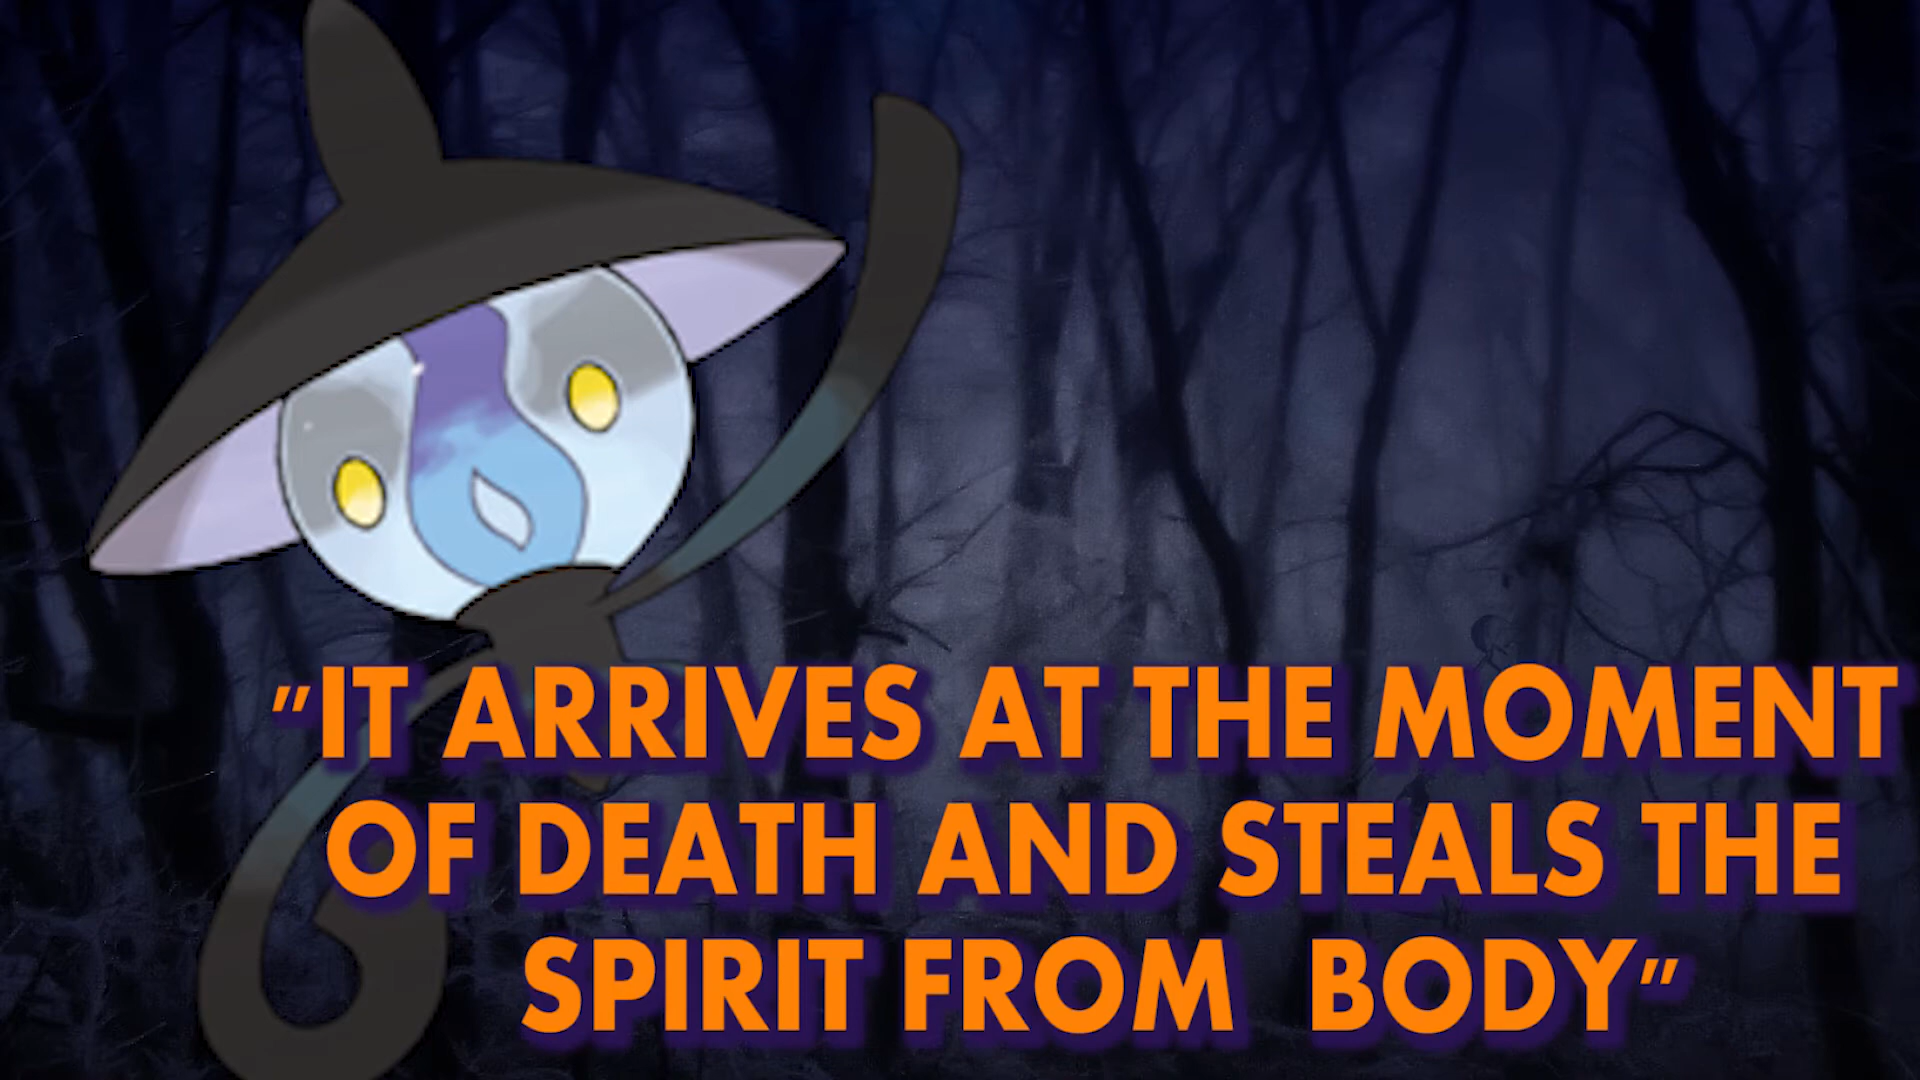 "IT ARRIVES AT THE MOMENT
OF DEATH AND STEALS THE
SPIRIT FROM  BODY"